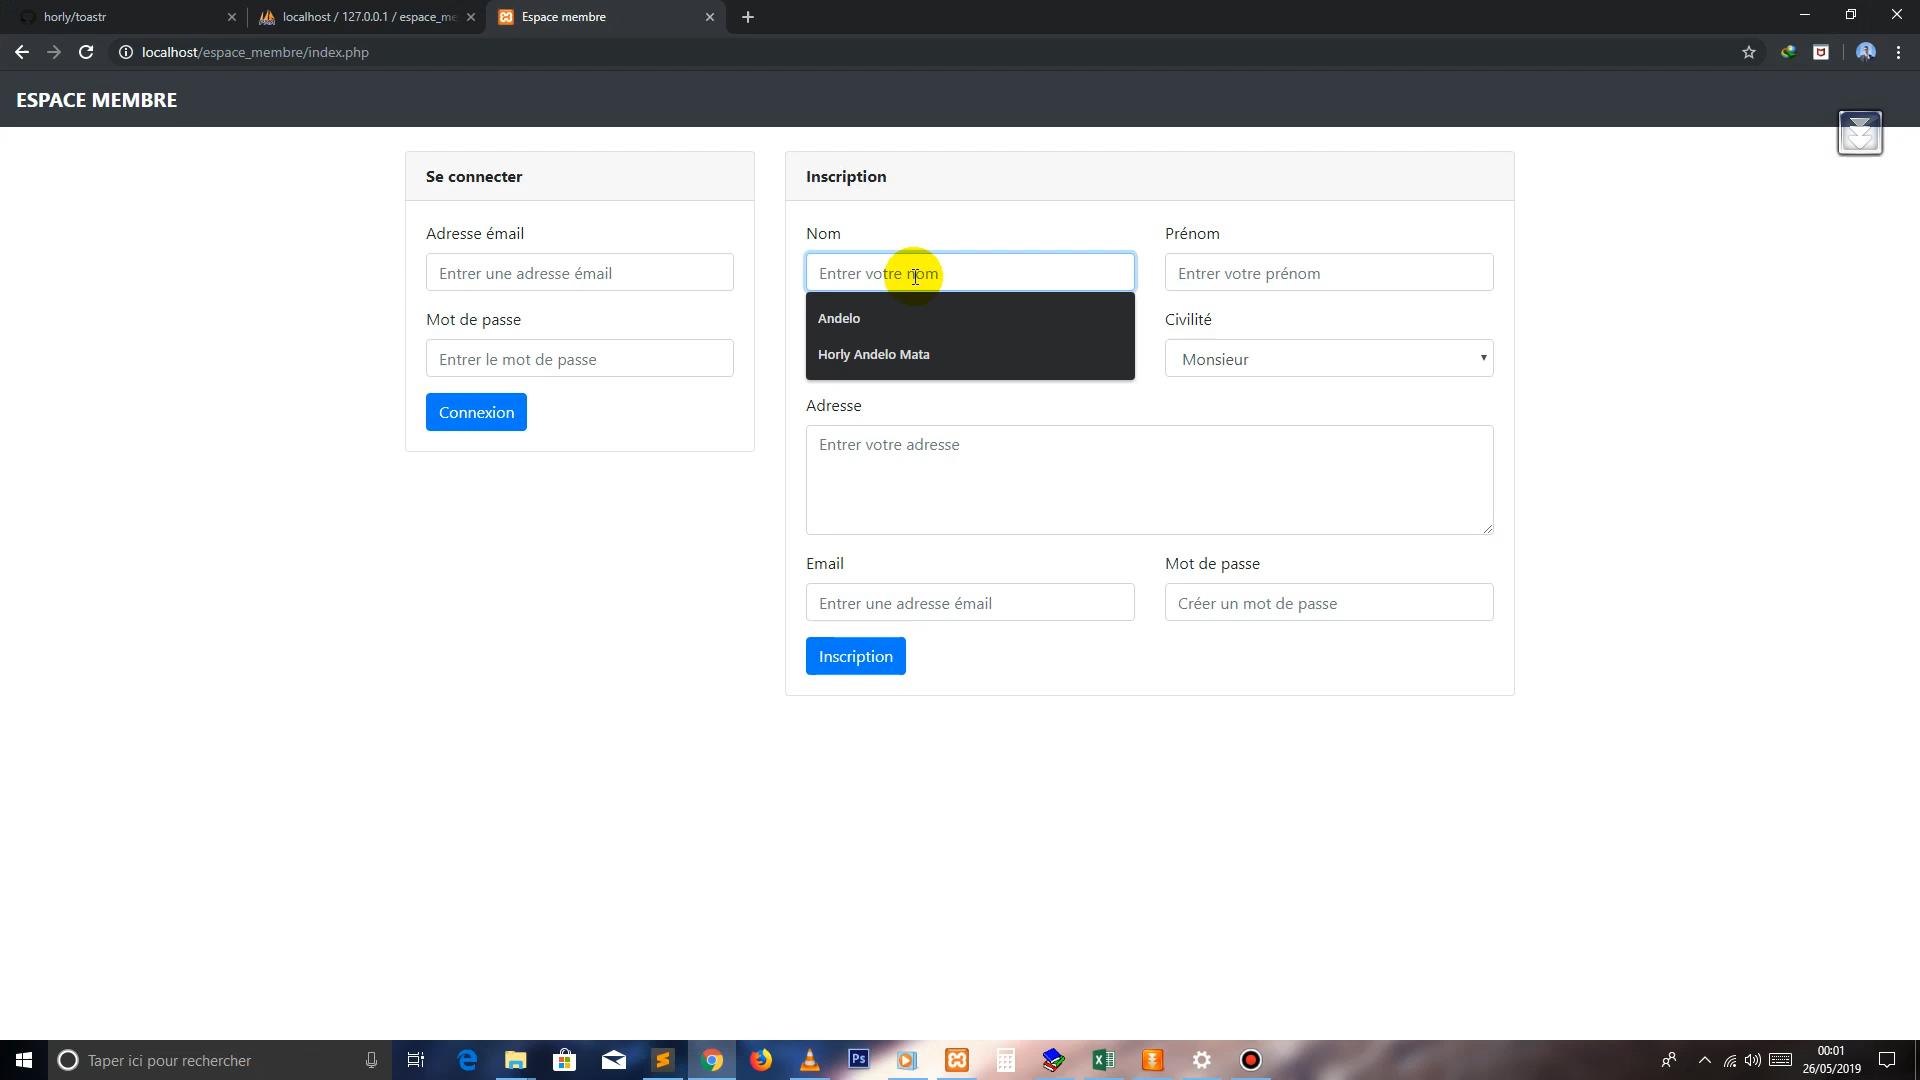 horly/toastr
localhost / 127.0.0.1 / espace_me
Espace membre
localhost/espace_membre/index.php
ESPACE MEMBRE
Se connecter
Adresse émail
Entrer une adresse émail
Mot de passe
Entrer le mot de passe
Connexion
Inscription
Nom
Prénom
Entrer votre nom
Entrer votre prénom
Andelo
Horly Andelo Mata
Civilité
Monsieur
Adresse
Entrer votre adresse
Email
Mot de passe
Entrer une adresse émail
Créer un mot de passe
Inscription
Taper ici pour rechercher
Ps
00:01
26/05/2019